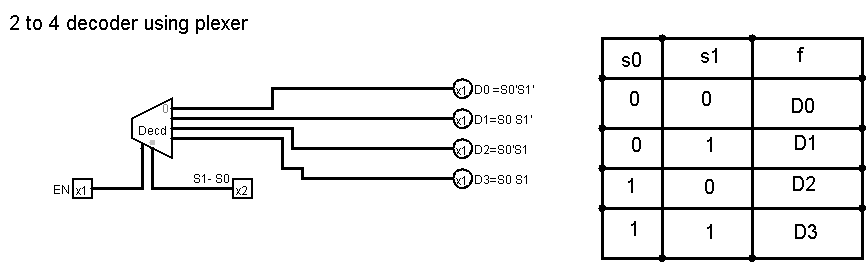 2 to 4 decoder using plexer
x1 D0 =S0'S1'
0
x1 D1=S0 S1'
Decd
x1 D2=S0'S1
x1 D3=S0 S1
EN x1
S1- S0 x2
s0 s1 f
0 0 D0
0 1 D1
1 0 D2
1 1 D3